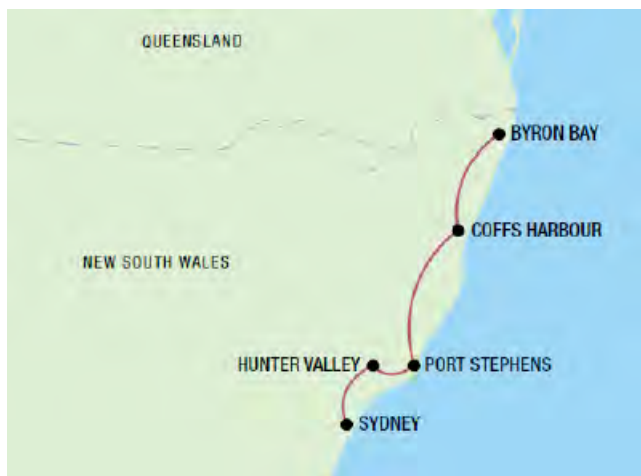 QUEENSLAND
BYRON BAY
COFFS HARBOUR
NEW SOUTH WALES
HUNTER VALLEY
PORT STEPHENS
SYDNEY